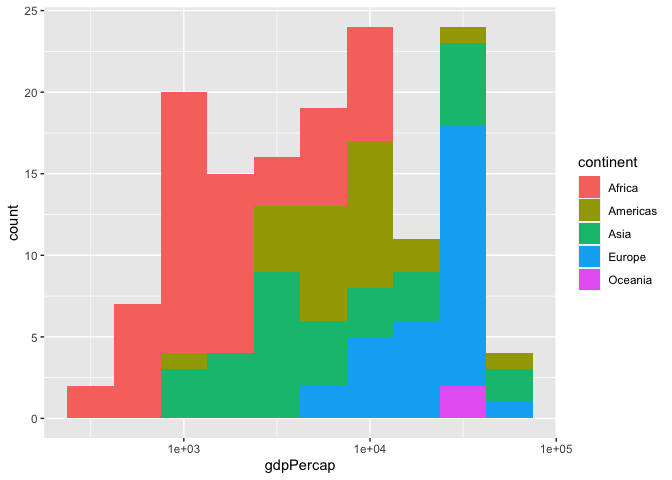 25
20
15
10
5
0
count
1e+03
1e+04
1e+05
gdpPercap
continent
Africa
Americas
Asia
Europe
Oceania